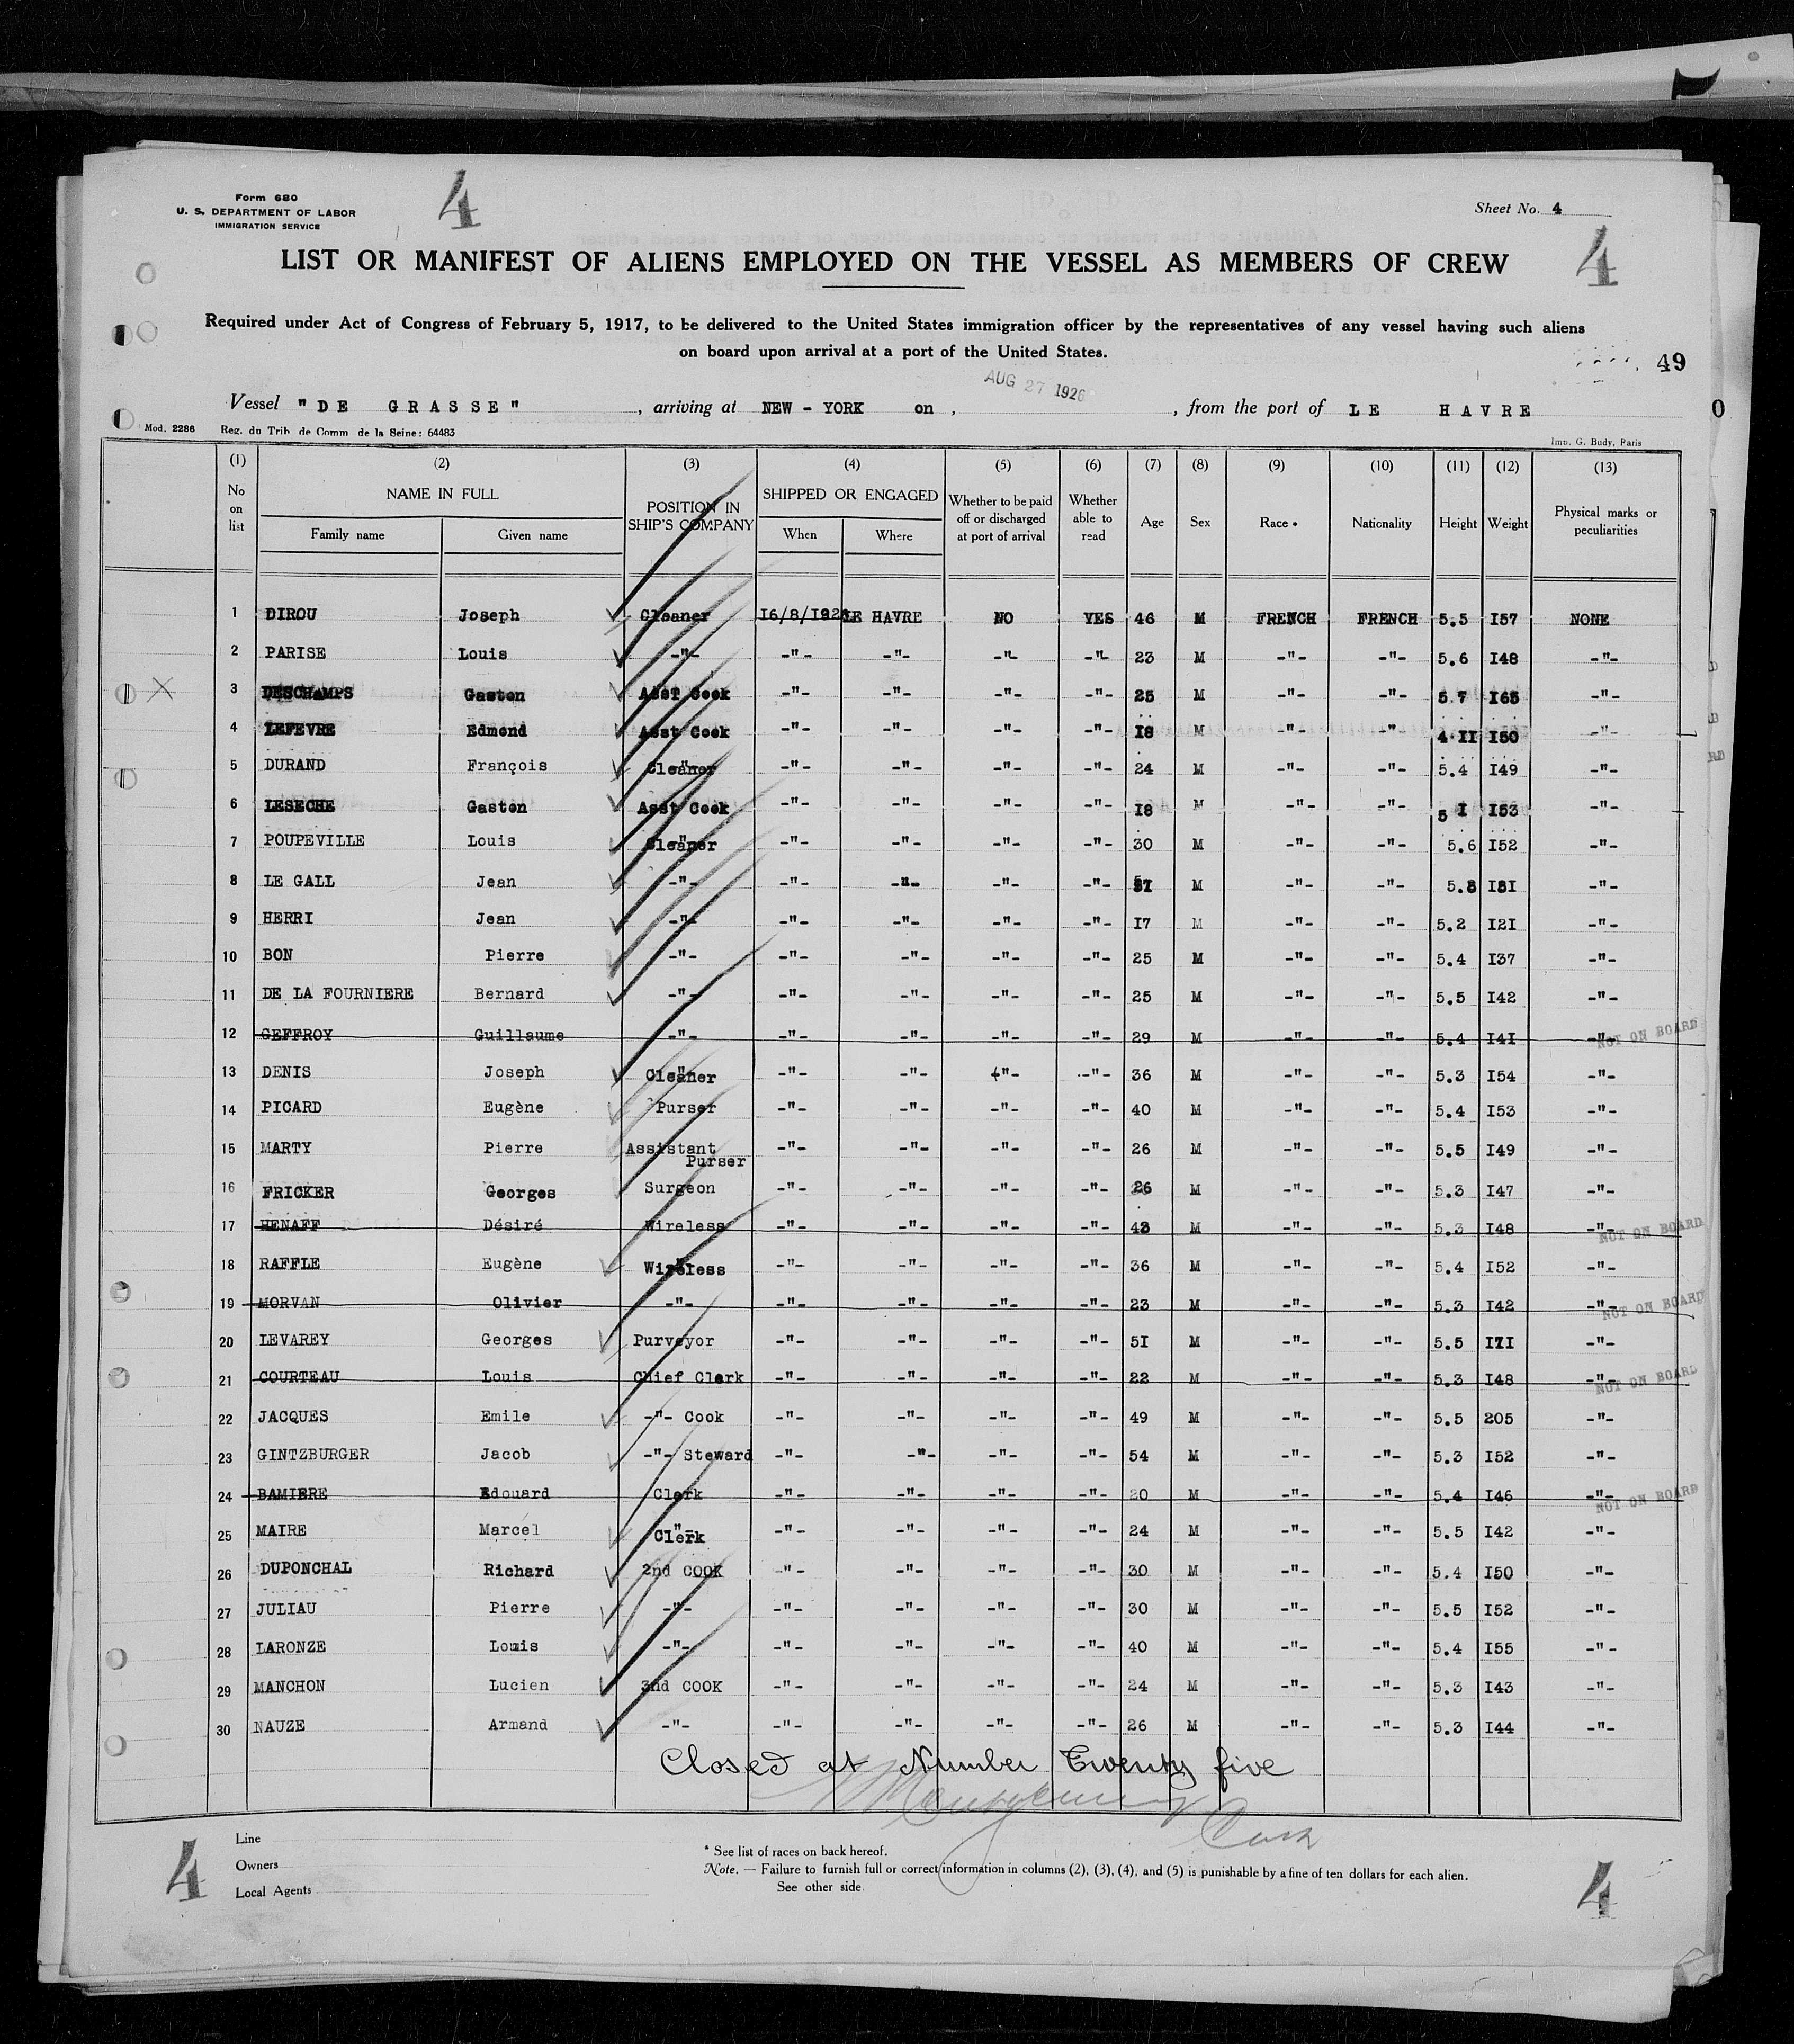 Form 680
U. S. DEPARTMENT OF LABOR
IMMIGRATION SERVICE
4
Sheet No. 4
4
LIST OR MANIFEST OF ALIENS EMPLOYED ON THE VESSEL AS MEMBERS OF CREW
Required under Act of Congress of February 5, 1917, to be delivered to the United States immigration officer by the representatives of any vessel having such aliens
on board upon arrival at a port of the United States.
49
AUG 27 1926
Vessel "DE GRASSE" , arriving at NEW - YORK on , , from the port of LE HAVRE
Mod. 2286 Reg. du Trib. de Comm de la Seine: 64483
Imp. G. Budy, Paris
(1) (2) (3) (4) (5) (6) (7) (8) (9) (10) (11) (12) (13)
No on list NAME IN FULL POSITION IN SHIP'S COMPANY SHIPPED OR ENGAGED Whether to be paid off or discharged at port of arrival Whether able to read Age Sex Race * Nationality Height Weight Physical marks or peculiarities
Family name Given name When Where
1 DIROU Joseph Cleaner 16/8/1926 LE HAVRE NO YES 46 M FRENCH FRENCH 5.5 157 NONE
2 PARISE Louis -"- -"- -"- -"- -"- 23 M -"- -"- 5.6 148 -"-
3 DESCHAMPS Gaston Asst Cook -"- -"- -"- -"- 25 M -"- -"- 5.7 165 -"-
4 LEFEVRE Edmond Asst Cook -"- -"- -"- -"- 18 M -"- -"- 4.11 150 -"-
5 DURAND François Cleaner -"- -"- -"- -"- 24 M -"- -"- 5.4 149 -"-
6 LESECHE Gaston Asst Cook -"- -"- -"- -"- 18 M -"- -"- 5 1 153 -"-
7 POUPEVILLE Louis Cleaner -"- -"- -"- -"- 30 M -"- -"- 5.6 152 -"-
8 LE GALL Jean -"- -"- -"- -"- -"- M -"- -"- 5.8 181 -"-
9 HERRI Jean -"- -"- -"- -"- -"- 17 M -"- -"- 5.2 121 -"-
10 BON Pierre -"- -"- -"- -"- -"- 25 M -"- -"- 5.4 137 -"-
11 DE LA FOURNIERE Bernard -"- -"- -"- -"- -"- 25 M -"- -"- 5.5 142 -"-
12 GEFFROY Guillaume -"- -"- -"- -"- -"- 29 M -"- -"- 5.4 141 -"- NOT ON BOARD
13 DENIS Joseph Cleaner -"- -"- -"- -"- 36 M -"- -"- 5.3 154 -"-
14 PICARD Eugène Purser -"- -"- -"- -"- 40 M -"- -"- 5.4 153 -"-
15 MARTY Pierre Assistant Purser -"- -"- -"- -"- 26 M -"- -"- 5.5 149 -"-
16 FRICKER Georges Surgeon -"- -"- -"- -"- 26 M -"- -"- 5.3 147 -"-
17 HENAFF Désiré Wireless -"- -"- -"- -"- 43 M -"- -"- 5.3 148 -"- NOT ON BOARD
18 RAFFLE Eugène Wireless -"- -"- -"- -"- 36 M -"- -"- 5.4 152 -"-
19 MORVAN Olivier -"- -"- -"- -"- -"- 23 M -"- -"- 5.3 142 -"- NOT ON BOARD
20 LEVAREY Georges Purveyor -"- -"- -"- -"- 51 M -"- -"- 5.5 171 -"-
21 COURTEAU Louis Chief Clerk -"- -"- -"- -"- 22 M -"- -"- 5.3 148 -"- NOT ON BOARD
22 JACQUES Emile -"- Cook -"- -"- -"- -"- 49 M -"- -"- 5.5 205 -"-
23 GINTZBURGER Jacob -"- Steward -"- -"- -"- -"- 54 M -"- -"- 5.3 152 -"-
24 BAMIERE Edouard Clerk -"- -"- -"- -"- 20 M -"- -"- 5.4 146 -"- NOT ON BOARD
25 MAIRE Marcel Clerk -"- -"- -"- -"- 24 M -"- -"- 5.5 142 -"-
26 DUPONCHAL Richard 2nd COOK -"- -"- -"- -"- 30 M -"- -"- 5.4 150 -"-
27 JULIAU Pierre -"- -"- -"- -"- -"- 30 M -"- -"- 5.5 152 -"-
28 LARONZE Louis -"- -"- -"- -"- -"- 40 M -"- -"- 5.4 155 -"-
29 MANCHON Lucien 3nd COOK -"- -"- -"- -"- 24 M -"- -"- 5.3 143 -"-
30 NAUZE Armand -"- -"- -"- -"- -"- 26 M -"- -"- 5.3 144 -"-
Closed at Number Twenty five
Line
Owners
Local Agents
4
* See list of races on back hereof.
Note. — Failure to furnish full or correct information in columns (2), (3), (4), and (5) is punishable by a fine of ten dollars for each alien.
See other side
4